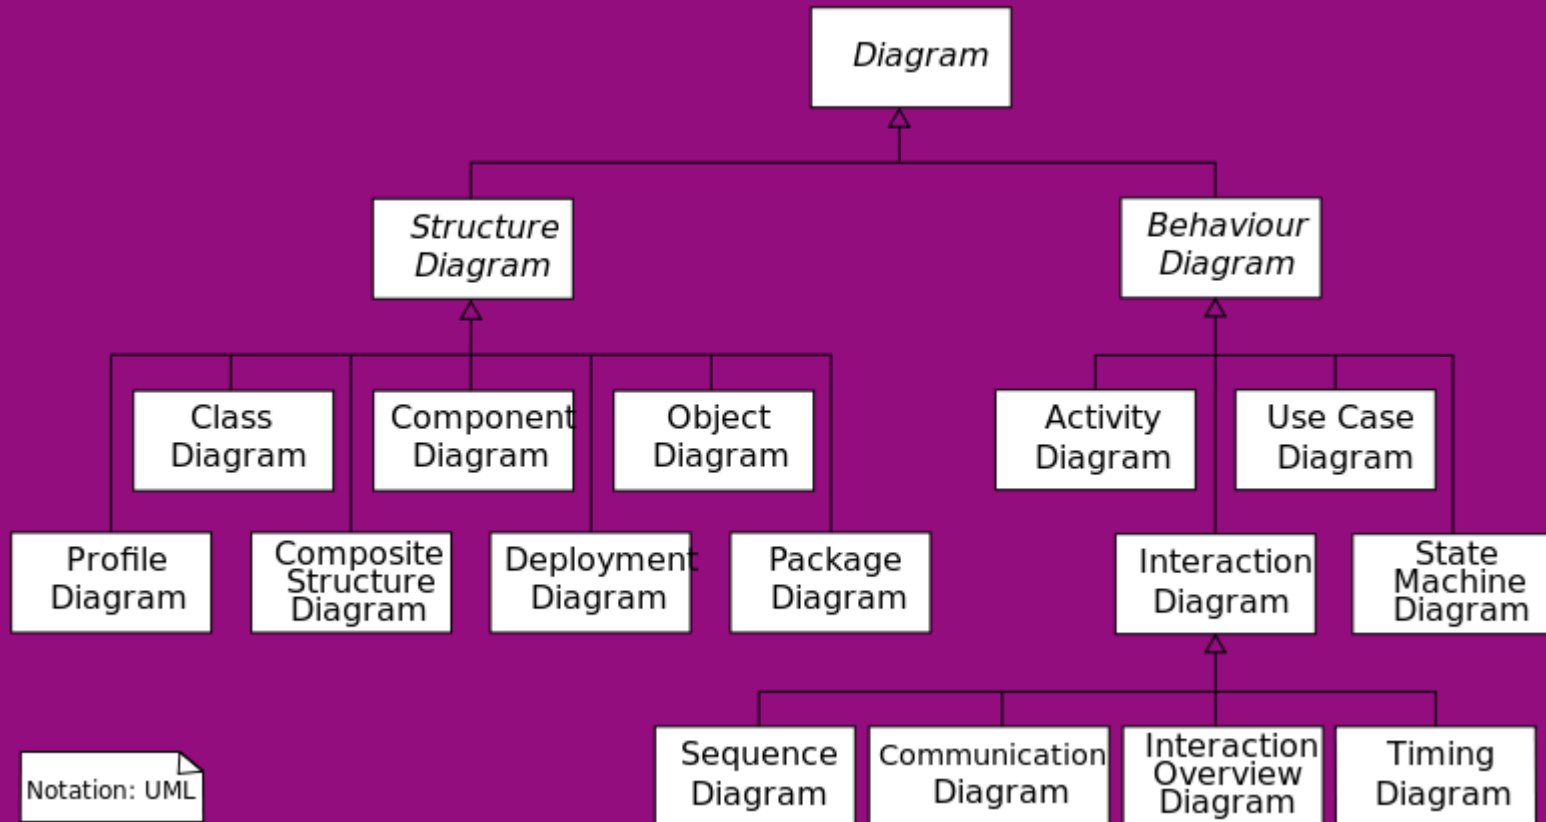 Diagram
Structure
Diagram
Behaviour
Diagram
Class
Diagram
Component
Diagram
Object
Diagram
Activity
Diagram
Use Case
Diagram
Profile
Diagram
Composite
Structure
Diagram
Deployment
Diagram
Package
Diagram
Interaction
Diagram
State
Machine
Diagram
Sequence
Diagram
Communication
Diagram
Interaction
Overview
Diagram
Timing
Diagram
Notation: UML